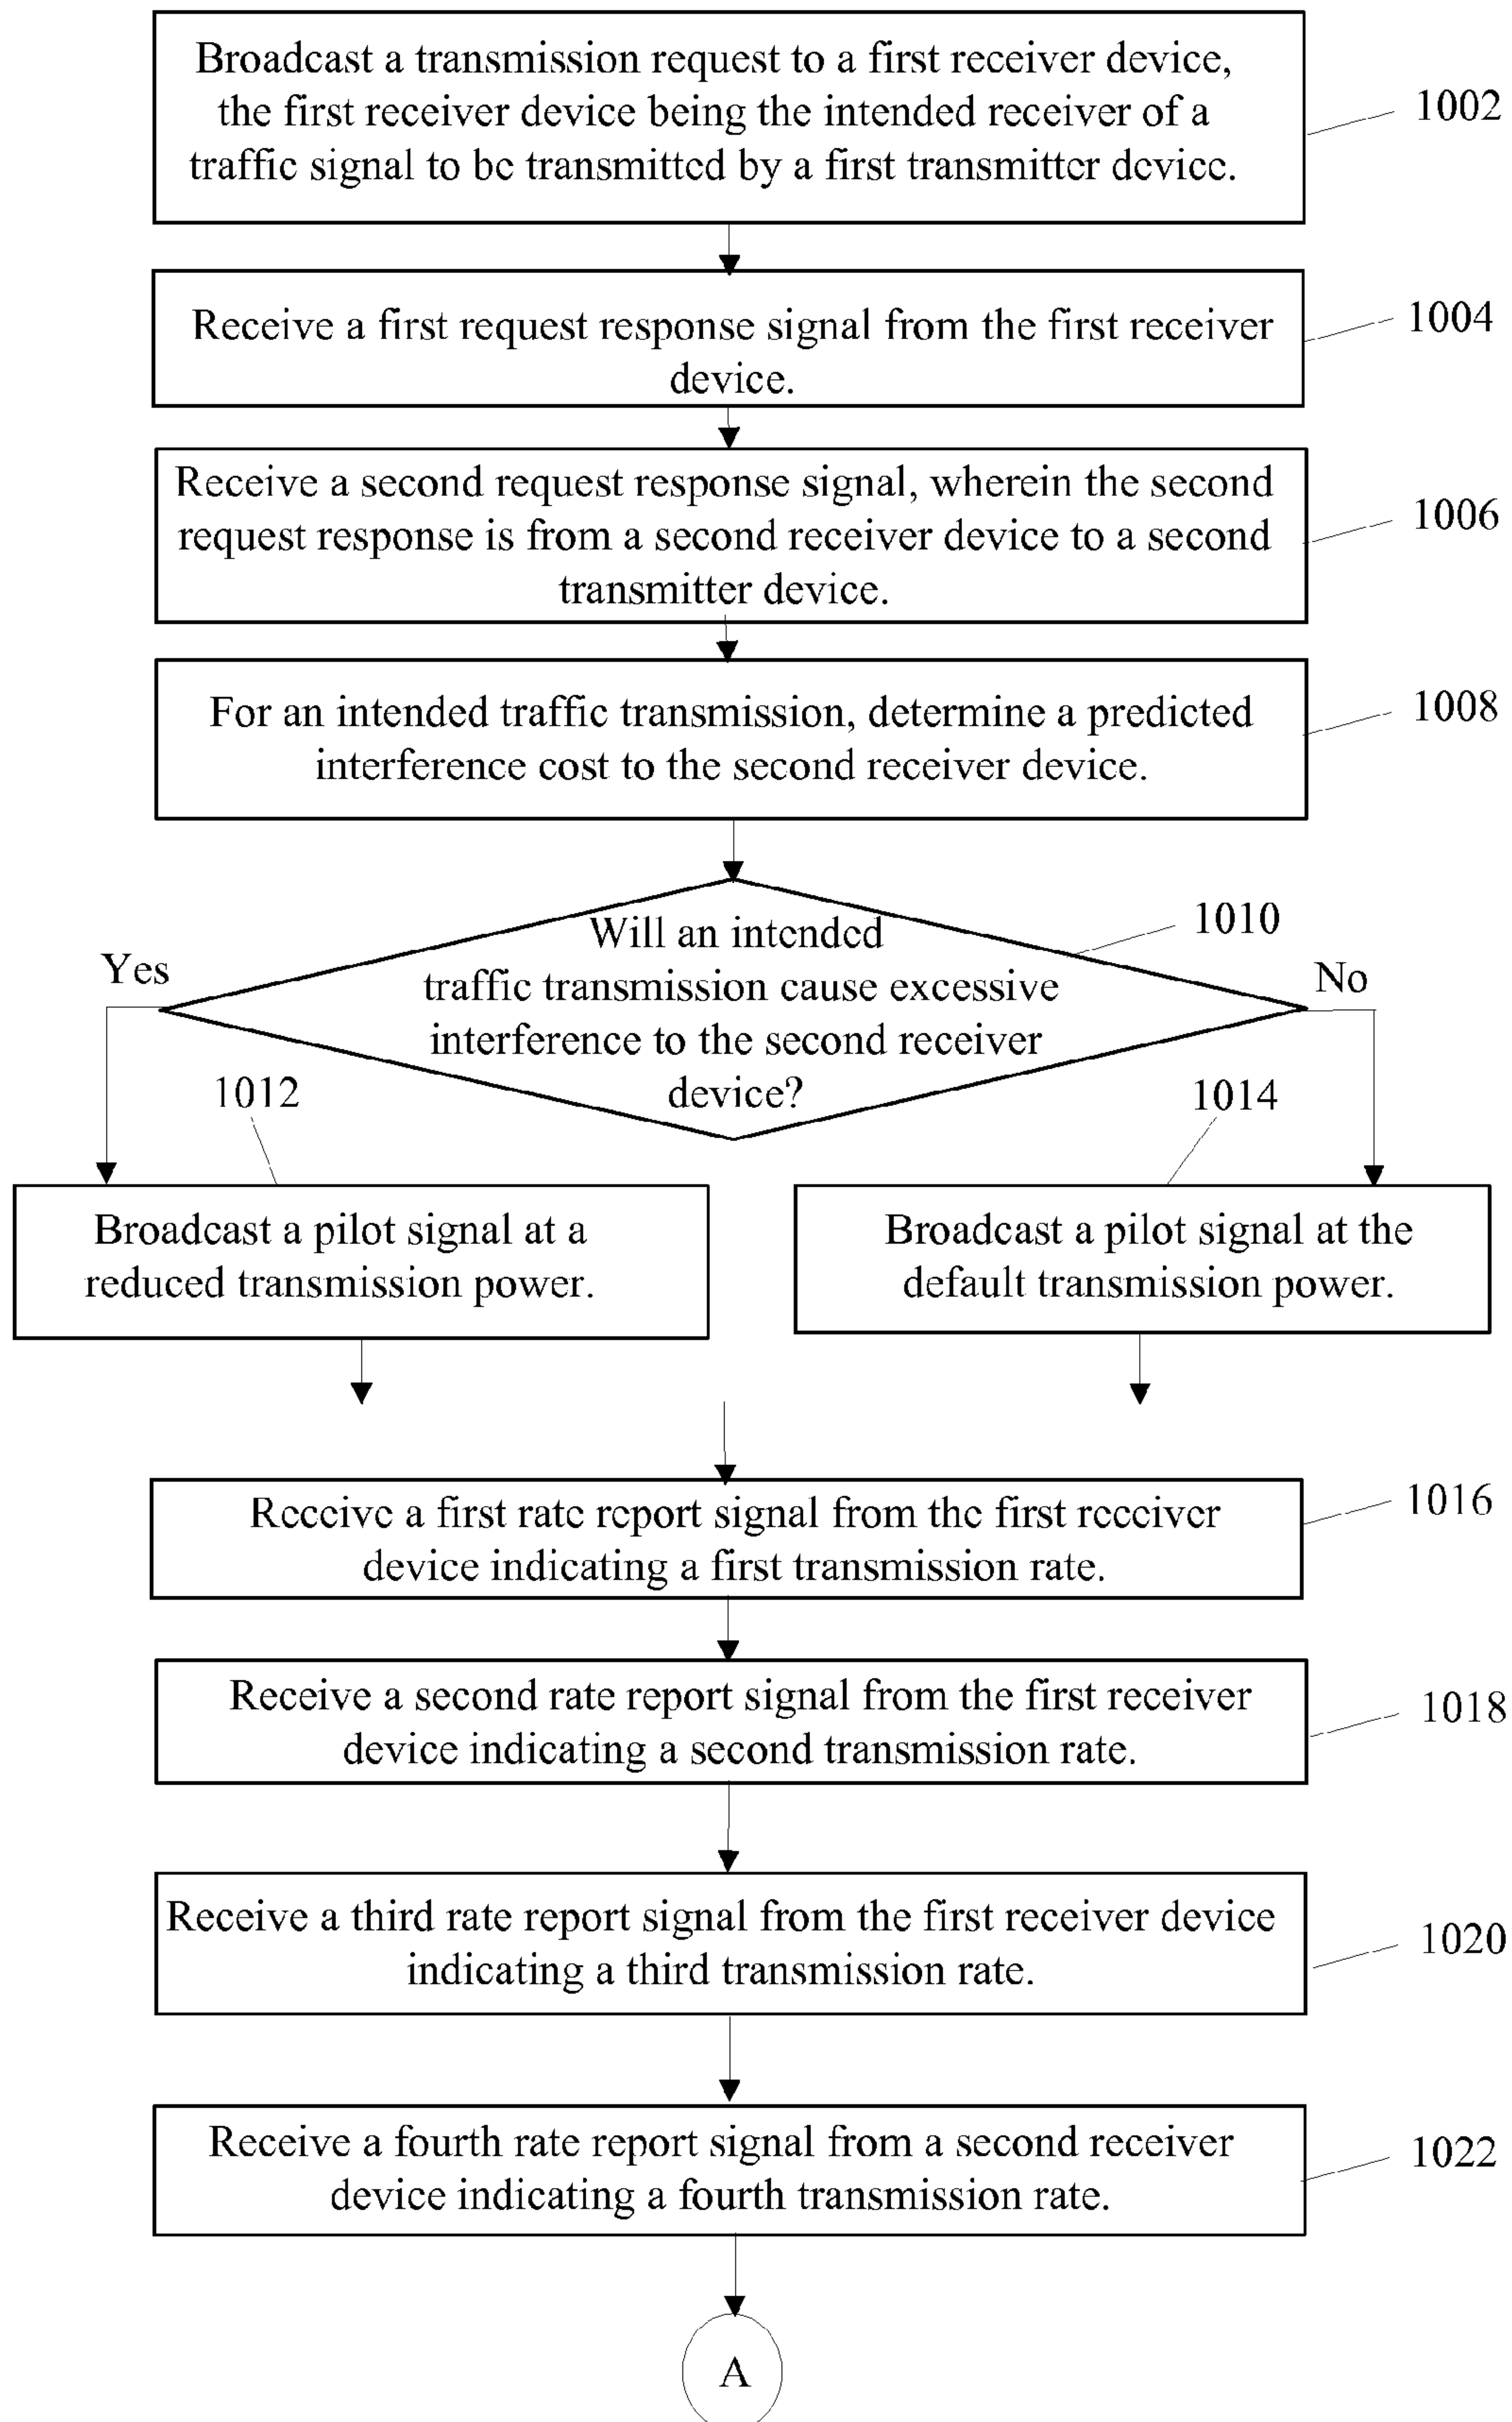 Broadcast a transmission request to a first receiver device,
the first receiver device being the intended receiver of a
traffic signal to be transmitted by a first transmitter device.
1002
Receive a first request response signal from the first receiver
device.
1004
Receive a second request response signal, wherein the second
request response is from a second receiver device to a second
transmitter device.
1006
For an intended traffic transmission, determine a predicted
interference cost to the second receiver device.
1008
Will an intended
traffic transmission cause excessive
interference to the second receiver
device?
1010
Yes
No
1012
1014
Broadcast a pilot signal at a
reduced transmission power.
Broadcast a pilot signal at the
default transmission power.
Receive a first rate report signal from the first receiver
device indicating a first transmission rate.
1016
Receive a second rate report signal from the first receiver
device indicating a second transmission rate.
1018
Receive a third rate report signal from the first receiver device
indicating a third transmission rate.
1020
Receive a fourth rate report signal from a second receiver
device indicating a fourth transmission rate.
1022
A